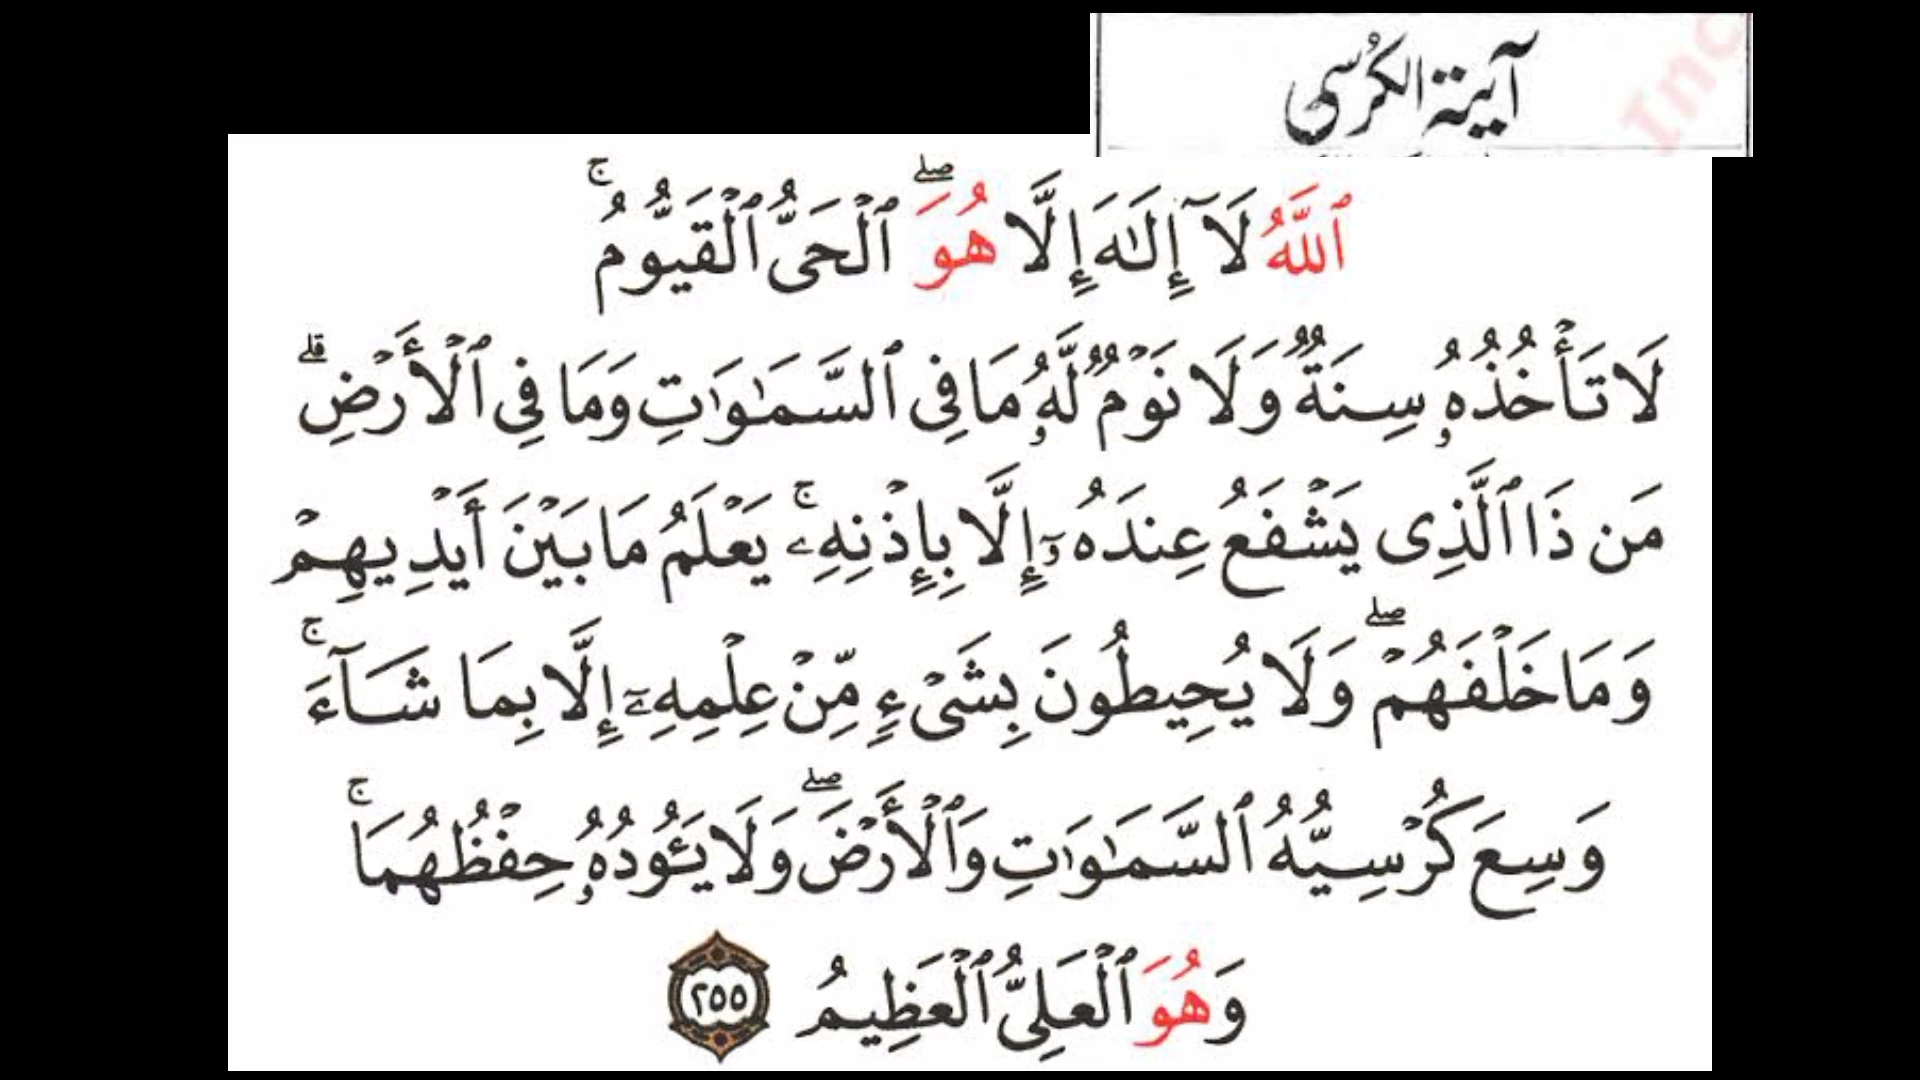 آیۃ الکرسی
Inc
ٱللَّهُ لَآ إِلَـٰهَ إِلَّا هُوَ ۖ ٱلْحَىُّ ٱلْقَيُّومُ ۚ
لَا تَأْخُذُهُۥ سِنَةٌ وَلَا نَوْمٌ لَّهُۥ مَا فِى ٱلسَّمَـٰوَٰتِ وَمَا فِى ٱلْأَرْضِ ۗ
مَن ذَا ٱلَّذِى يَشْفَعُ عِندَهُۥٓ إِلَّا بِإِذْنِهِۦ ۚ يَعْلَمُ مَا بَيْنَ أَيْدِيهِمْ
وَمَا خَلْفَهُمْ ۖ وَلَا يُحِيطُونَ بِشَىْءٍ مِّنْ عِلْمِهِۦٓ إِلَّا بِمَا شَآءَ ۚ
وَسِعَ كُرْسِيُّهُ ٱلسَّمَـٰوَٰتِ وَٱلْأَرْضَ ۖ وَلَا يَـُٔودُهُۥ حِفْظُهُمَا ۚ
وَهُوَ ٱلْعَلِىُّ ٱلْعَظِيمُ ٢٥٥